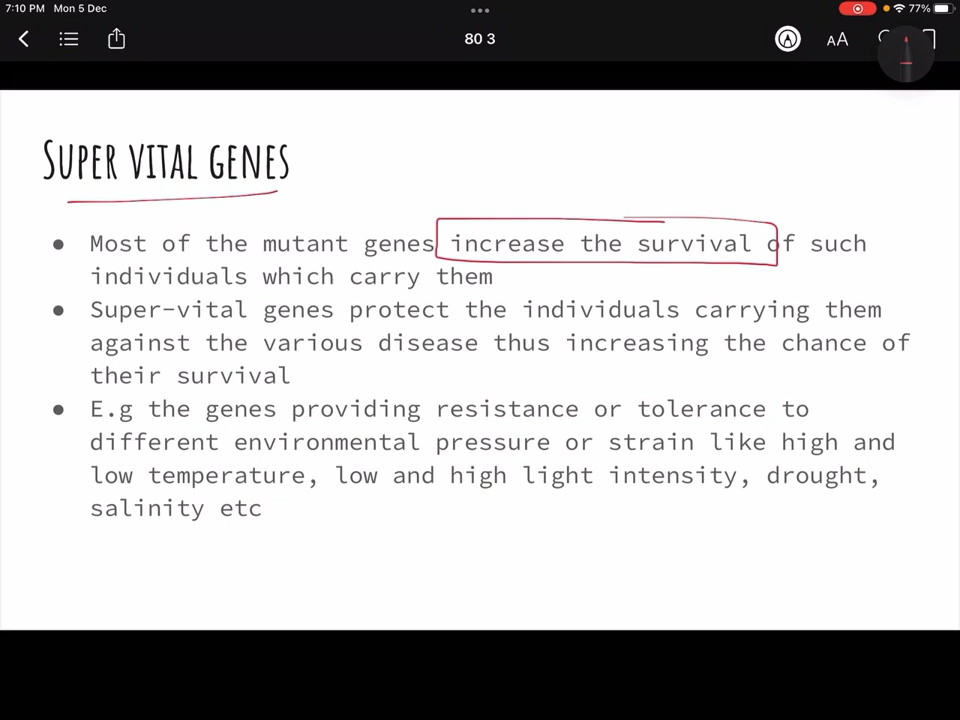 7:10 PM Mon 5 Dec
77%
80 3
AA
SUPER VITAL GENES
● Most of the mutant genes increase the survival of such
individuals which carry them
● Super-vital genes protect the individuals carrying them
against the various disease thus increasing the chance of
their survival
● E.g the genes providing resistance or tolerance to
different environmental pressure or strain like high and
low temperature, low and high light intensity, drought,
salinity etc